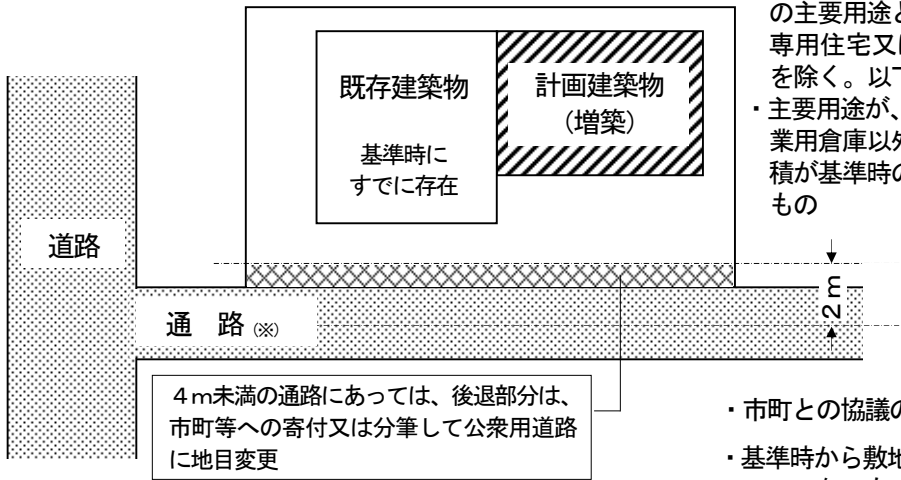 の主要用途と
専用住宅又に
を除く。以下
・主要用途が、
業用倉庫以外
積が基準時の
もの
既存建築物
基準時に
すでに存在
計画建築物
(増築)
道路
2m
通 路(※)
4m未満の通路にあっては、後退部分は、
市町等への寄付又は分筆して公衆用道路
に地目変更
・市町との協議の
・基準時から敷地